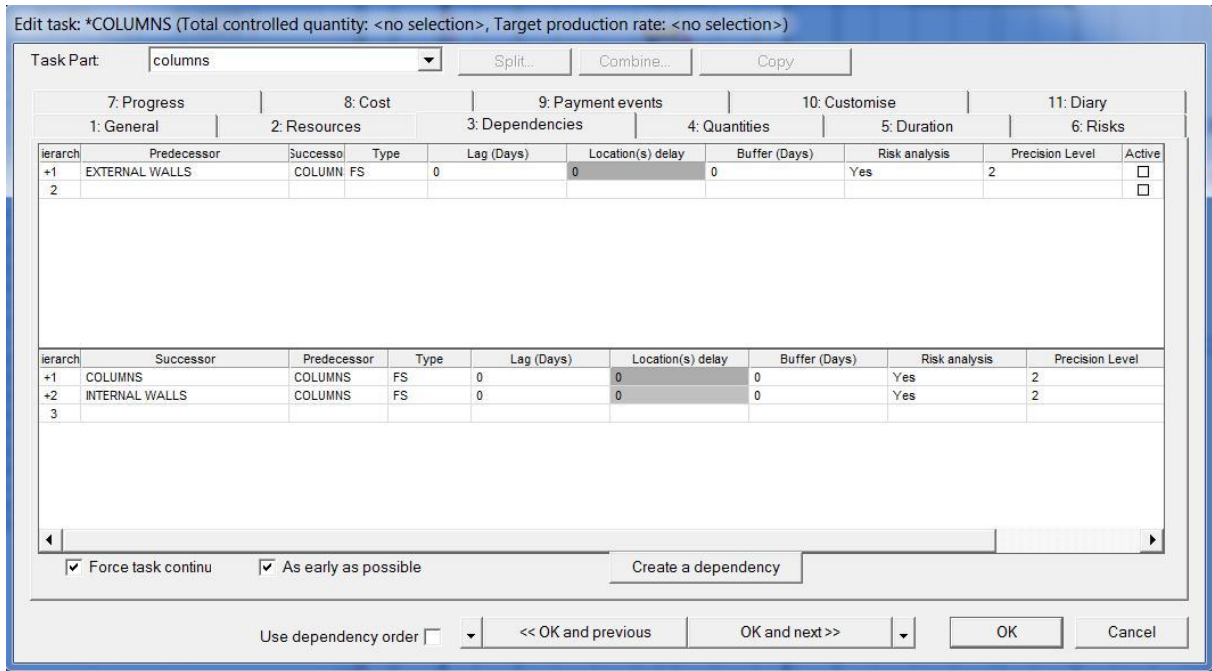 Edit task: *COLUMNS (Total controlled quantity: <no selection>, Target production rate: <no selection>)
Task Part: columns Split... Combine... Copy
7: Progress 8: Cost 9: Payment events 10: Customise 11: Diary
1: General 2: Resources 3: Dependencies 4: Quantities 5: Duration 6: Risks
ierarch Predecessor Successo Type Lag (Days) Location(s) delay Buffer (Days) Risk analysis Precision Level Active
+1 EXTERNAL WALLS COLUMN FS 0 0 0 Yes 2
2
ierarch Successor Predecessor Type Lag (Days) Location(s) delay Buffer (Days) Risk analysis Precision Level
+1 COLUMNS COLUMNS FS 0 0 0 Yes 2
+2 INTERNAL WALLS COLUMNS FS 0 0 0 Yes 2
3
Force task continu As early as possible Create a dependency
Use dependency order << OK and previous OK and next >> OK Cancel